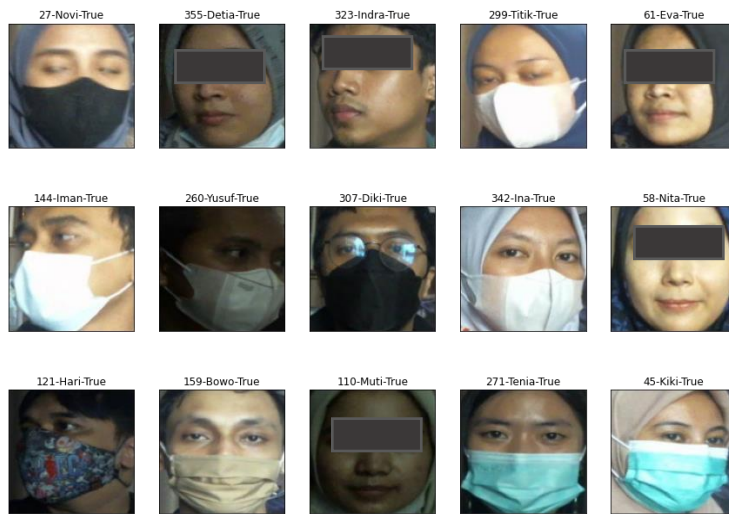 27-Novi-True
355-Detia-True
323-Indra-True
299-Titik-True
61-Eva-True
144-Iman-True
260-Yusuf-True
307-Diki-True
342-Ina-True
58-Nita-True
121-Hari-True
159-Bowo-True
110-Muti-True
271-Tenia-True
45-Kiki-True